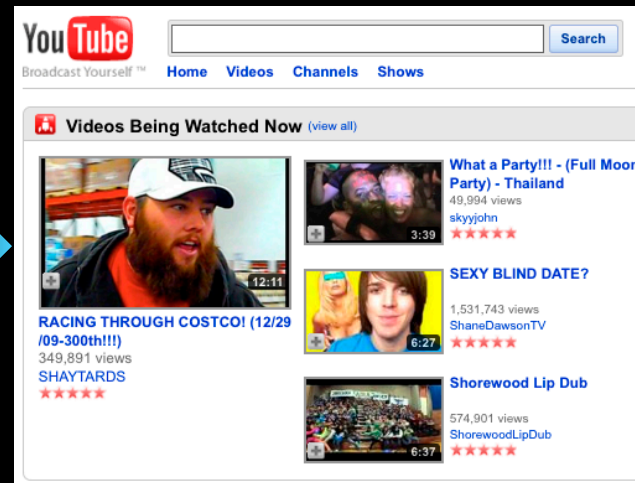 You Tube
Search
Broadcast Yourself ™
Home Videos Channels Shows
Videos Being Watched Now (view all)
12:11
RACING THROUGH COSTCO! (12/29
/09-300th!!!)
349,891 views
SHAYTARDS
3:39
What a Party!!! - (Full Moon
Party) - Thailand
49,994 views
skyyjohn
6:27
SEXY BLIND DATE?
1,531,743 views
ShaneDawsonTV
6:37
Shorewood Lip Dub
574,901 views
ShorewoodLipDub